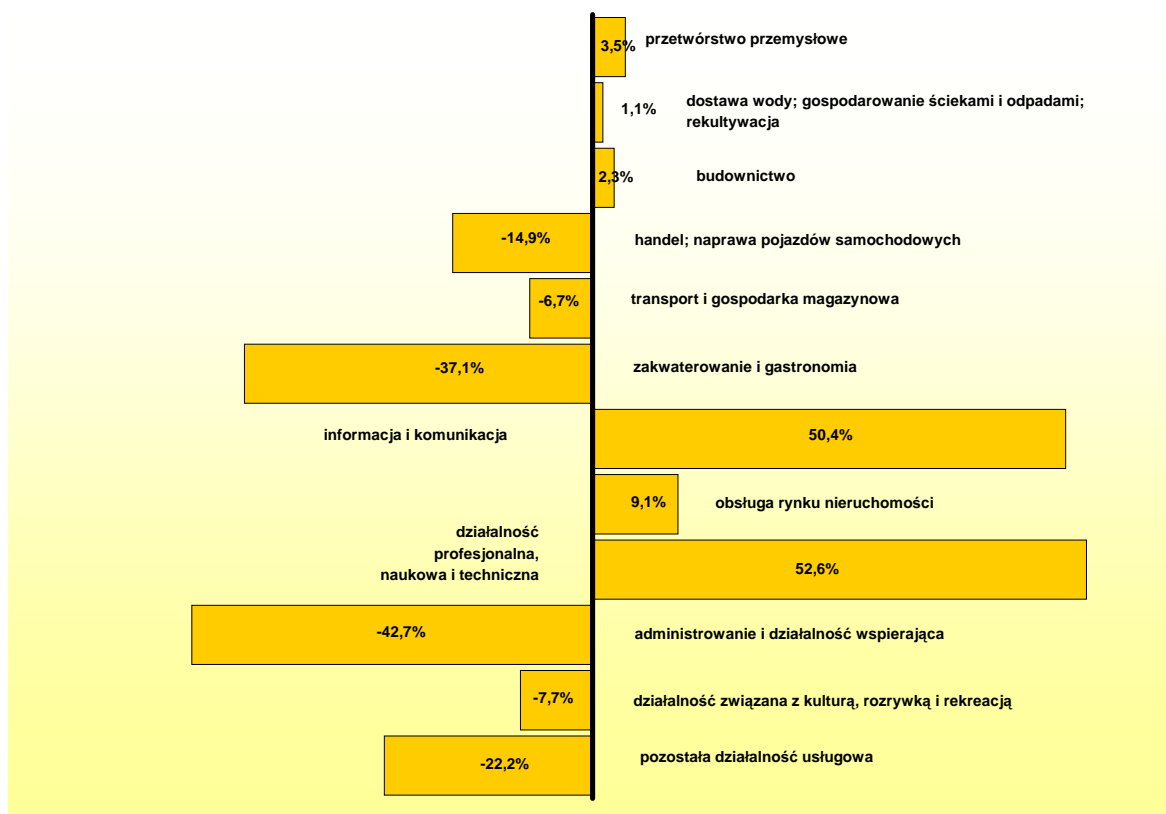 3,5% przetwórstwo przemysłowe
1,1% dostawa wody; gospodarowanie ściekami i odpadami;
rekultywacja
2,3% budownictwo
-14,9% handel; naprawa pojazdów samochodowych
-6,7% transport i gospodarka magazynowa
-37,1% zakwaterowanie i gastronomia
informacja i komunikacja 50,4%
9,1% obsługa rynku nieruchomości
działalność
profesjonalna,
naukowa i techniczna 52,6%
-42,7% administrowanie i działalność wspierająca
-7,7% działalność związana z kulturą, rozrywką i rekreacją
-22,2% pozostała działalność usługowa